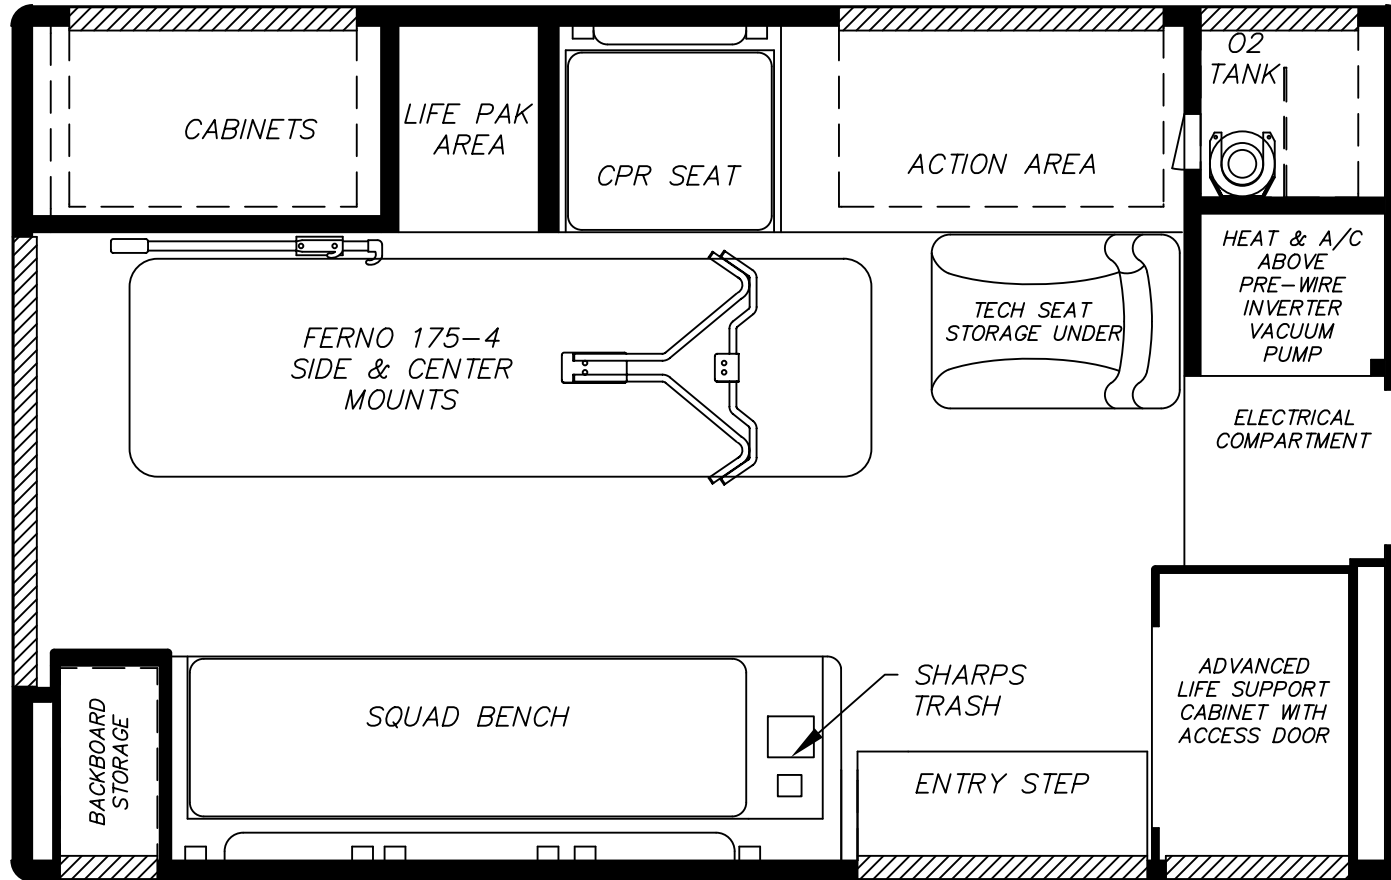 O2
TANK
CABINETS
LIFE PAK
AREA
CPR SEAT
ACTION AREA
HEAT & A/C
ABOVE
PRE-WIRE
INVERTER
VACUUM
PUMP
FERNO 175-4
SIDE & CENTER
MOUNTS
TECH SEAT
STORAGE UNDER
ELECTRICAL
COMPARTMENT
BACKBOARD
STORAGE
SQUAD BENCH
SHARPS
TRASH
ENTRY STEP
ADVANCED
LIFE SUPPORT
CABINET WITH
ACCESS DOOR